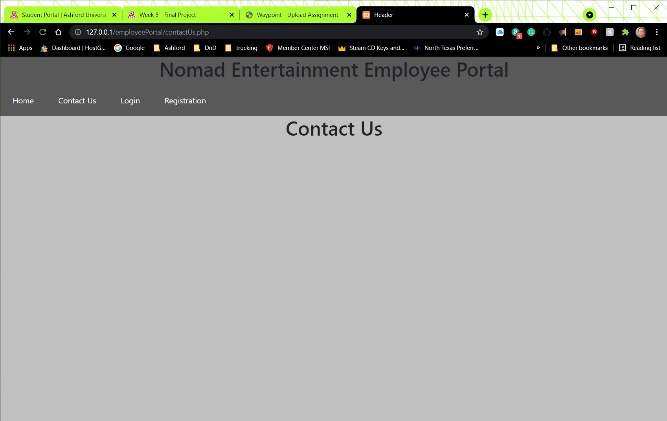 Student Portal | Ashford Universi
Week 5 - Final Project
Waypoint - Upload Assignment
Header
127.0.0.1/employeePortal/contactUs.php
Apps
Dashboard | HostG...
Google
Ashford
DnD
trucking
Member Center MSI
Steam CD Keys and...
North Texas Prefer...
»
Other bookmarks
Reading list
Nomad Entertainment Employee Portal
Home
Contact Us
Login
Registration
Contact Us